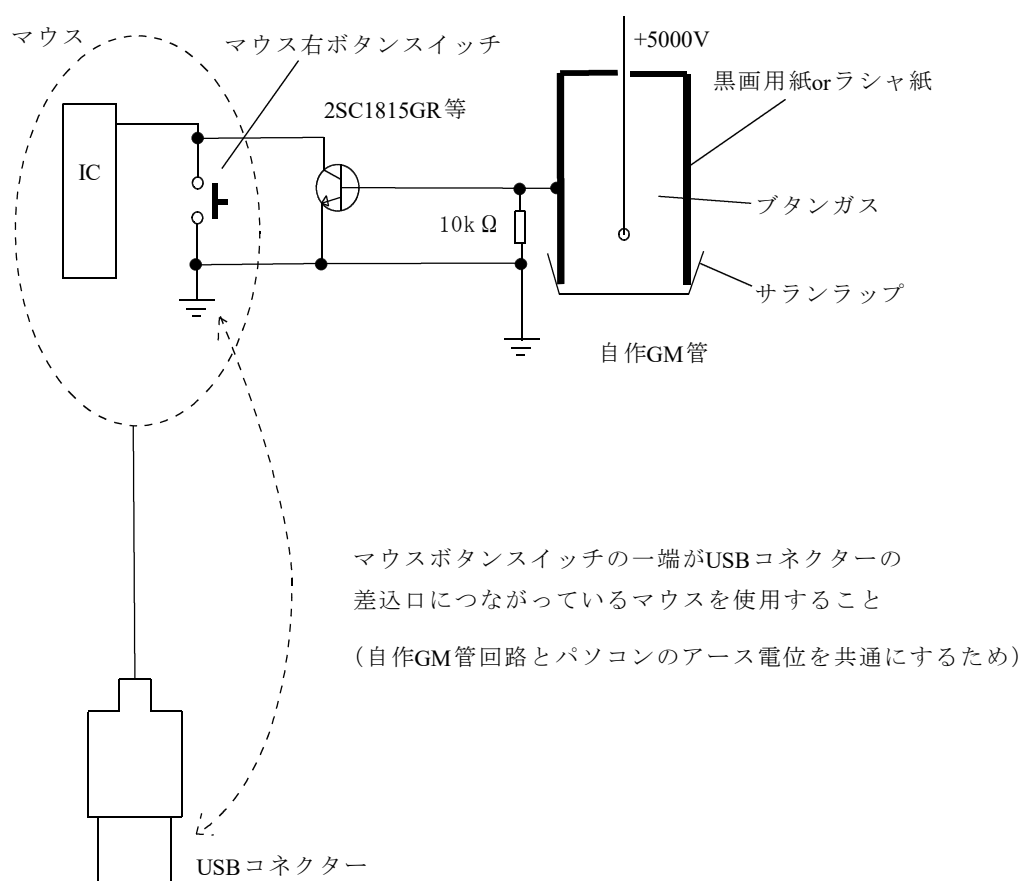 マウス
マウス右ボタンスイッチ
+5000V
黒画用紙orラシャ紙
2SC1815GR等
IC
ブタンガス
10kΩ
サランラップ
自作GM管
マウスボタンスイッチの一端がUSBコネクターの
差込口につながっているマウスを使用すること
（自作GM管回路とパソコンのアース電位を共通にするため）
USBコネクター